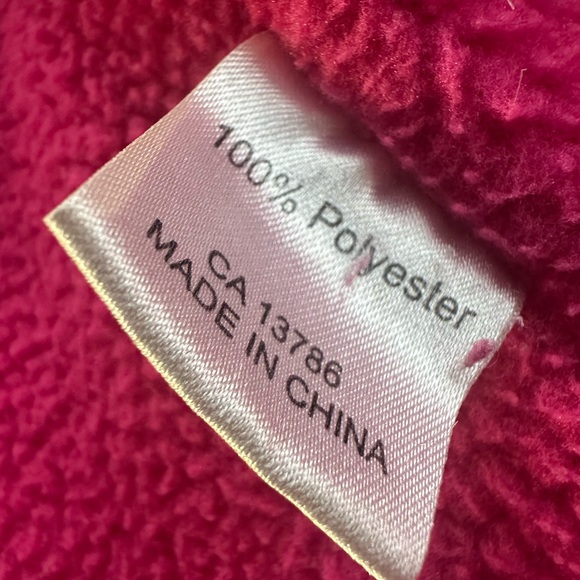 100% Polyester
CA 13786
MADE IN CHINA